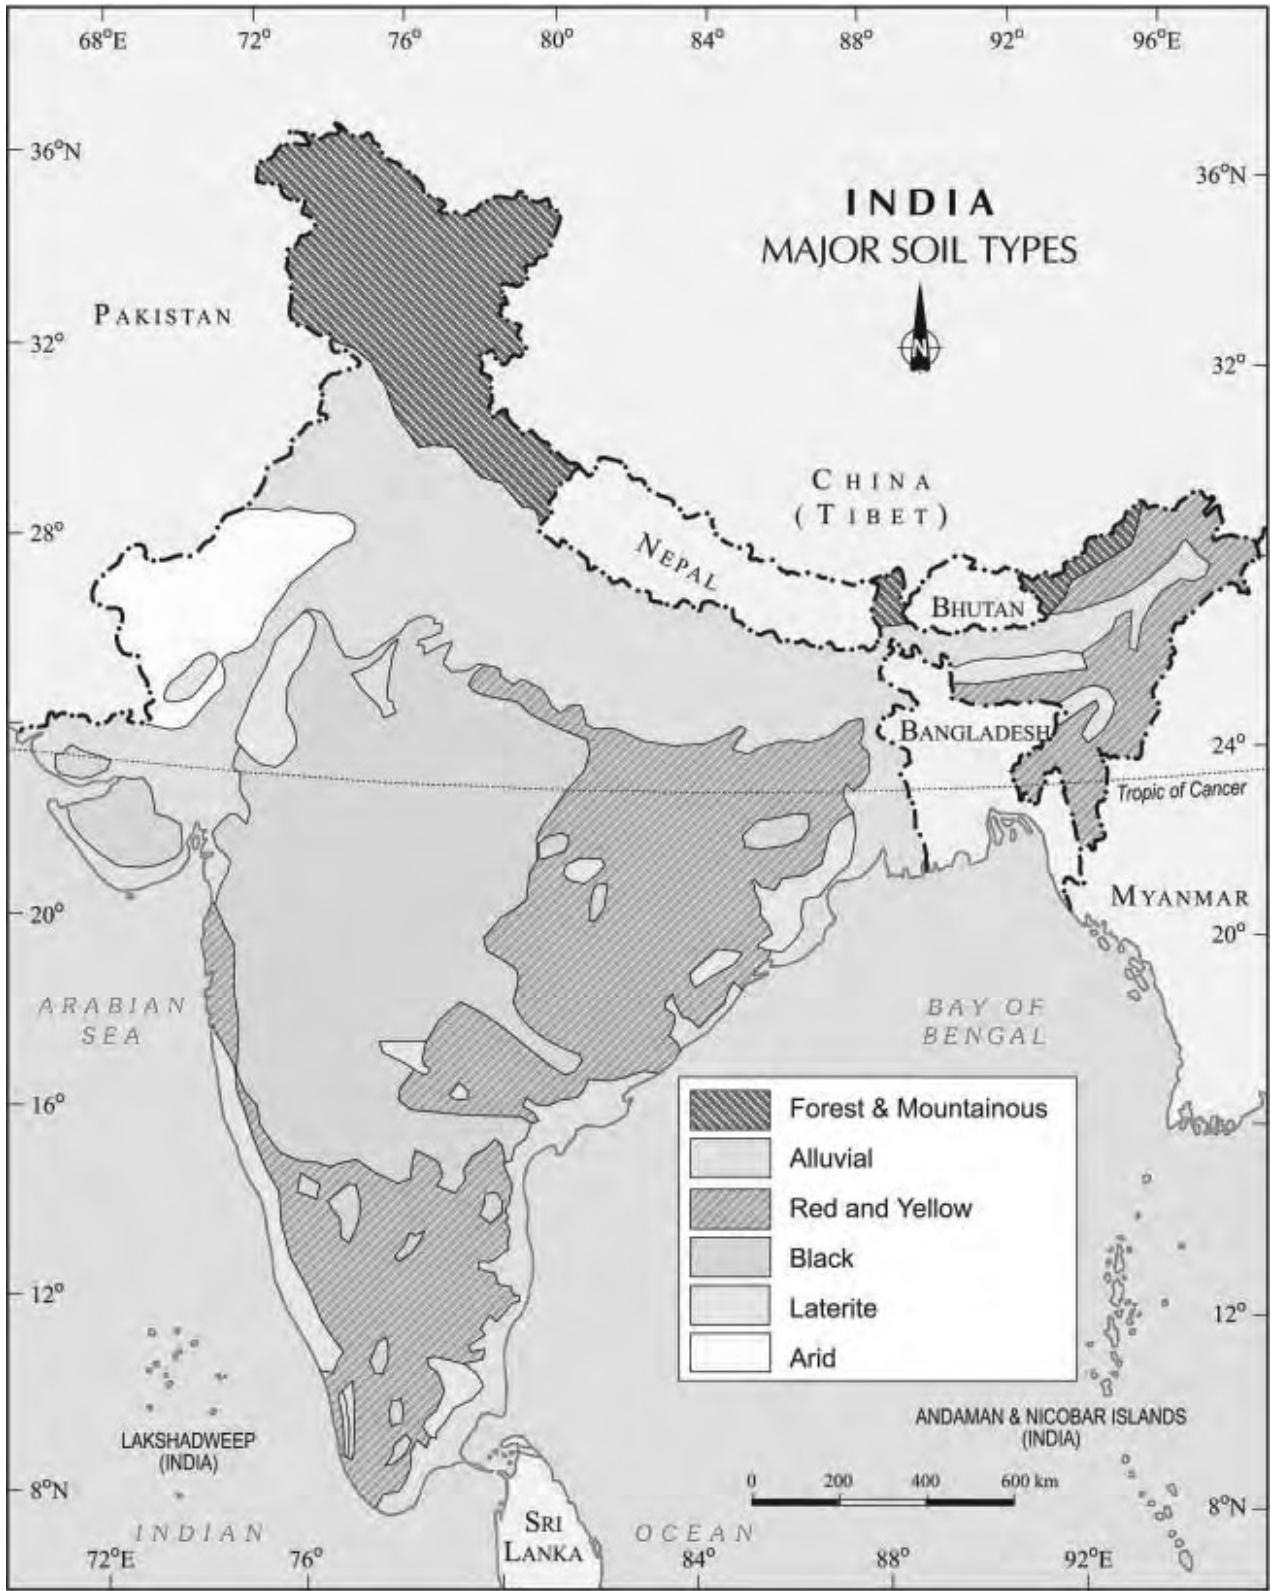 68°E 72° 76° 80° 84° 88° 92° 96°E
36°N
36°N
INDIA
MAJOR SOIL TYPES
N
PAKISTAN
32°
32°
CHINA
(TIBET)
28°
28°
NEPAL
BHUTAN
BANGLADESH
24°
Tropic of Cancer
MYANMAR
20°
20°
ARABIAN
SEA
BAY OF
BENGAL
16°
Forest & Mountainous
Alluvial
Red and Yellow
Black
Laterite
Arid
12°
12°
LAKSHADWEEP
(INDIA)
ANDAMAN & NICOBAR ISLANDS
(INDIA)
0 200 400 600 km
8°N
8°N
INDIAN OCEAN
SRI
LANKA
72°E 76° 84° 88° 92°E